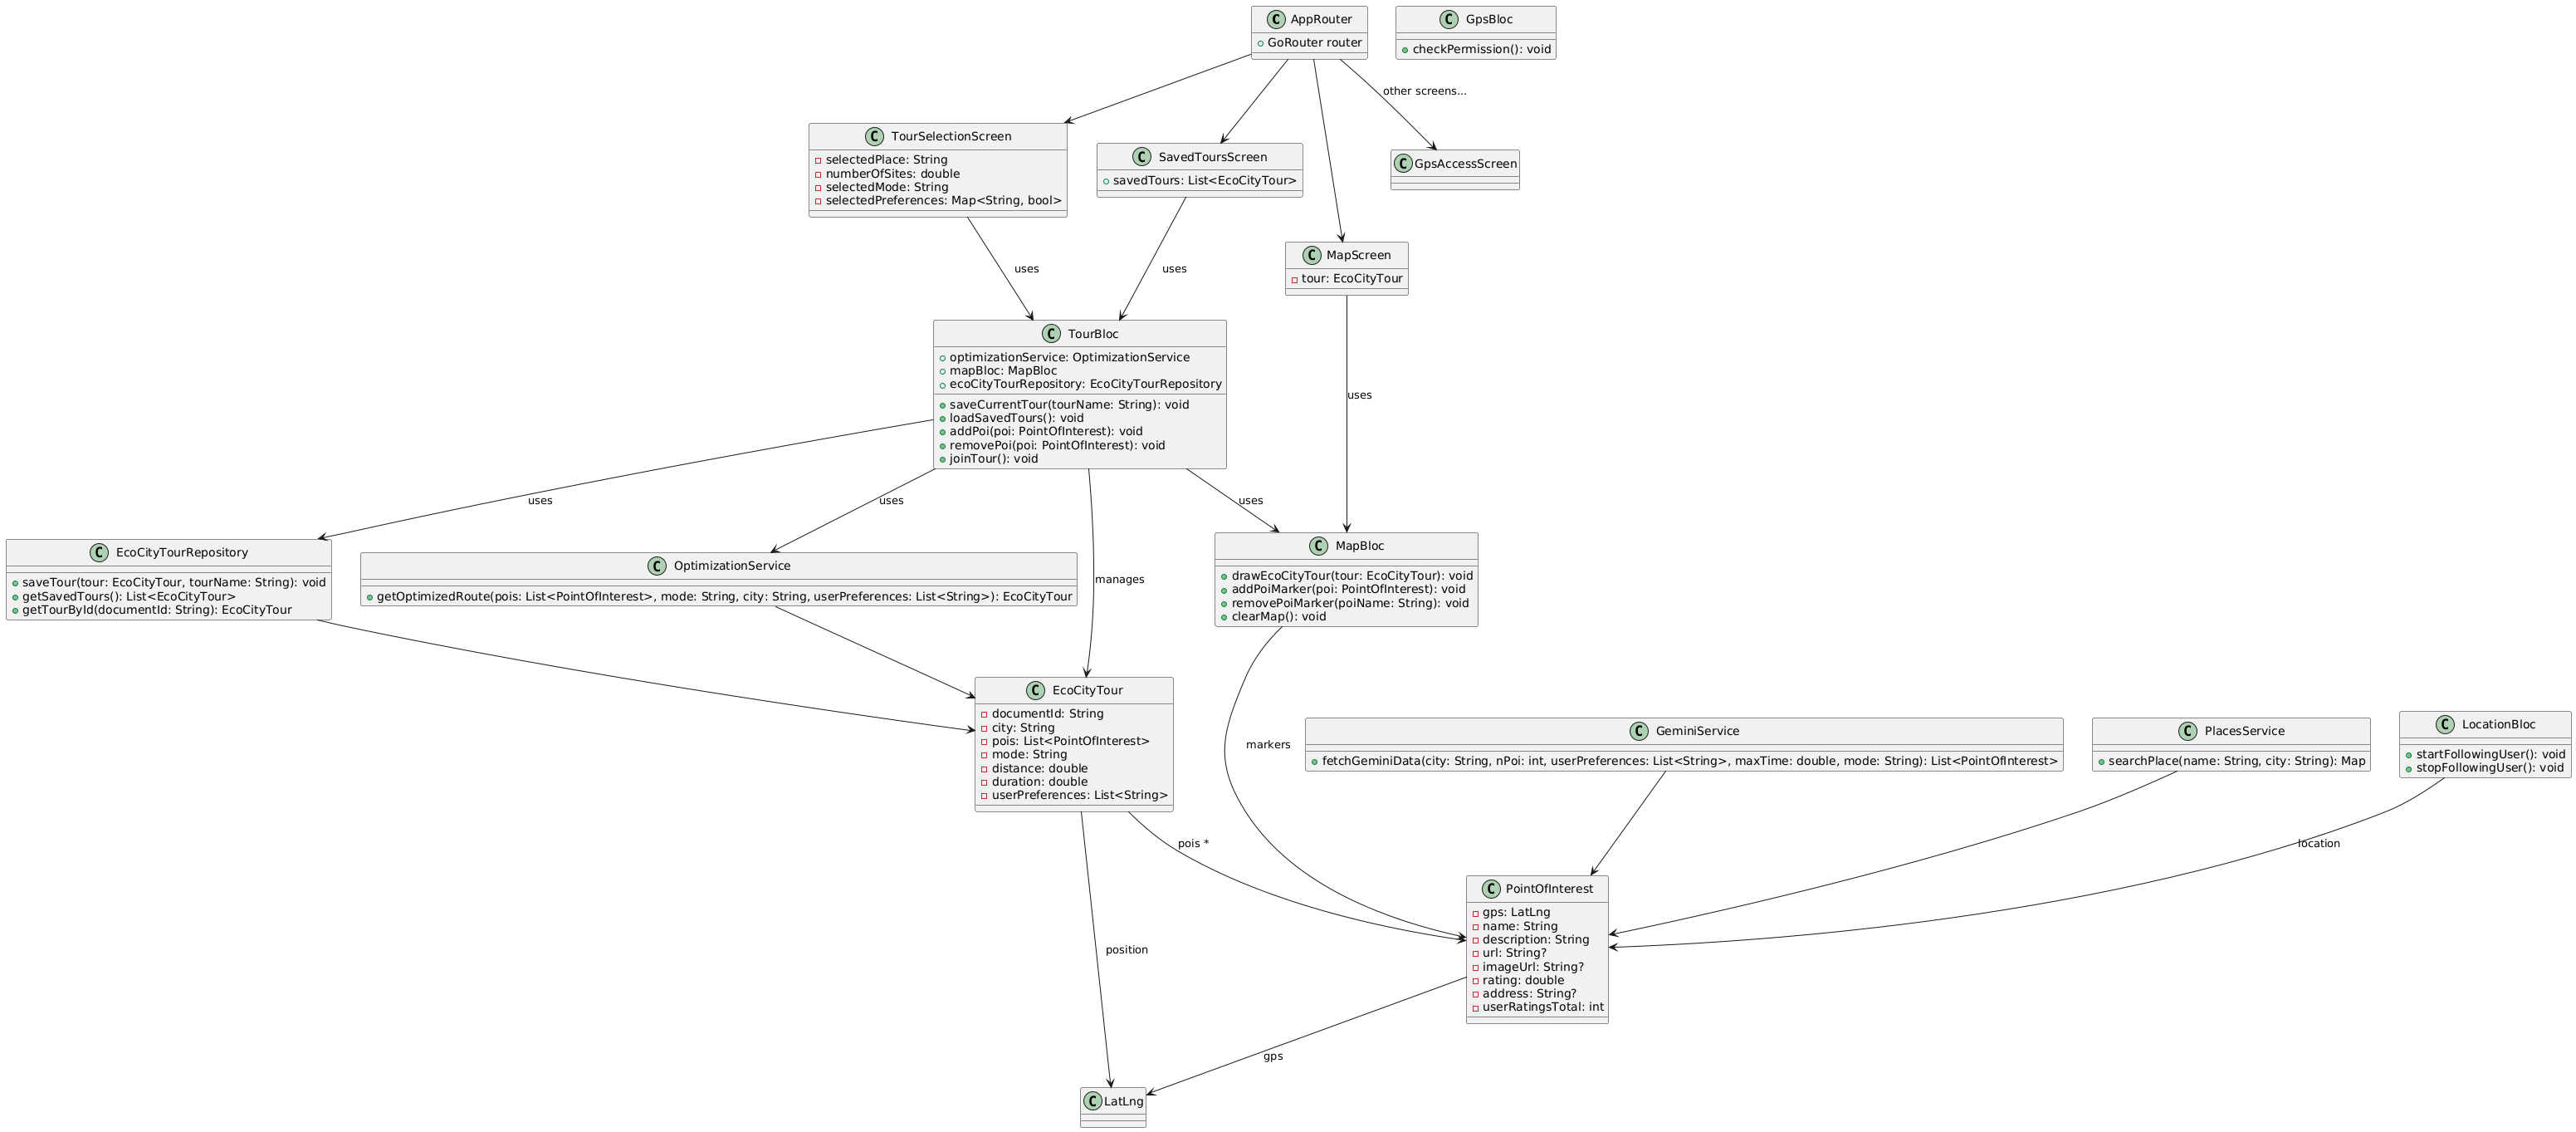 AppRouter
GoRouter router
GpsBloc
checkPermission(): void
other screens...
TourSelectionScreen
selectedPlace: String
numberOfSites: double
selectedMode: String
selectedPreferences: Map<String, bool>
SavedToursScreen
savedTours: List<EcoCityTour>
GpsAccessScreen
MapScreen
tour: EcoCityTour
uses
uses
TourBloc
optimizationService: OptimizationService
mapBloc: MapBloc
ecoCityTourRepository: EcoCityTourRepository
saveCurrentTour(tourName: String): void
loadSavedTours(): void
addPoi(poi: PointOfInterest): void
removePoi(poi: PointOfInterest): void
joinTour(): void
uses
uses
uses
uses
EcoCityTourRepository
saveTour(tour: EcoCityTour, tourName: String): void
getSavedTours(): List<EcoCityTour>
getTourById(documentId: String): EcoCityTour
OptimizationService
getOptimizedRoute(pois: List<PointOfInterest>, mode: String, city: String, userPreferences: List<String>): EcoCityTour
manages
MapBloc
drawEcoCityTour(tour: EcoCityTour): void
addPoiMarker(poi: PointOfInterest): void
removePoiMarker(poiName: String): void
clearMap(): void
EcoCityTour
documentId: String
city: String
pois: List<PointOfInterest>
mode: String
distance: double
duration: double
userPreferences: List<String>
markers
GeminiService
fetchGeminiData(city: String, nPoi: int, userPreferences: List<String>, maxTime: double, mode: String): List<PointOfInterest>
PlacesService
searchPlace(name: String, city: String): Map
LocationBloc
startFollowingUser(): void
stopFollowingUser(): void
pois *
location
PointOfInterest
gps: LatLng
name: String
description: String
url: String?
imageUrl: String?
rating: double
address: String?
userRatingsTotal: int
position
gps
LatLng